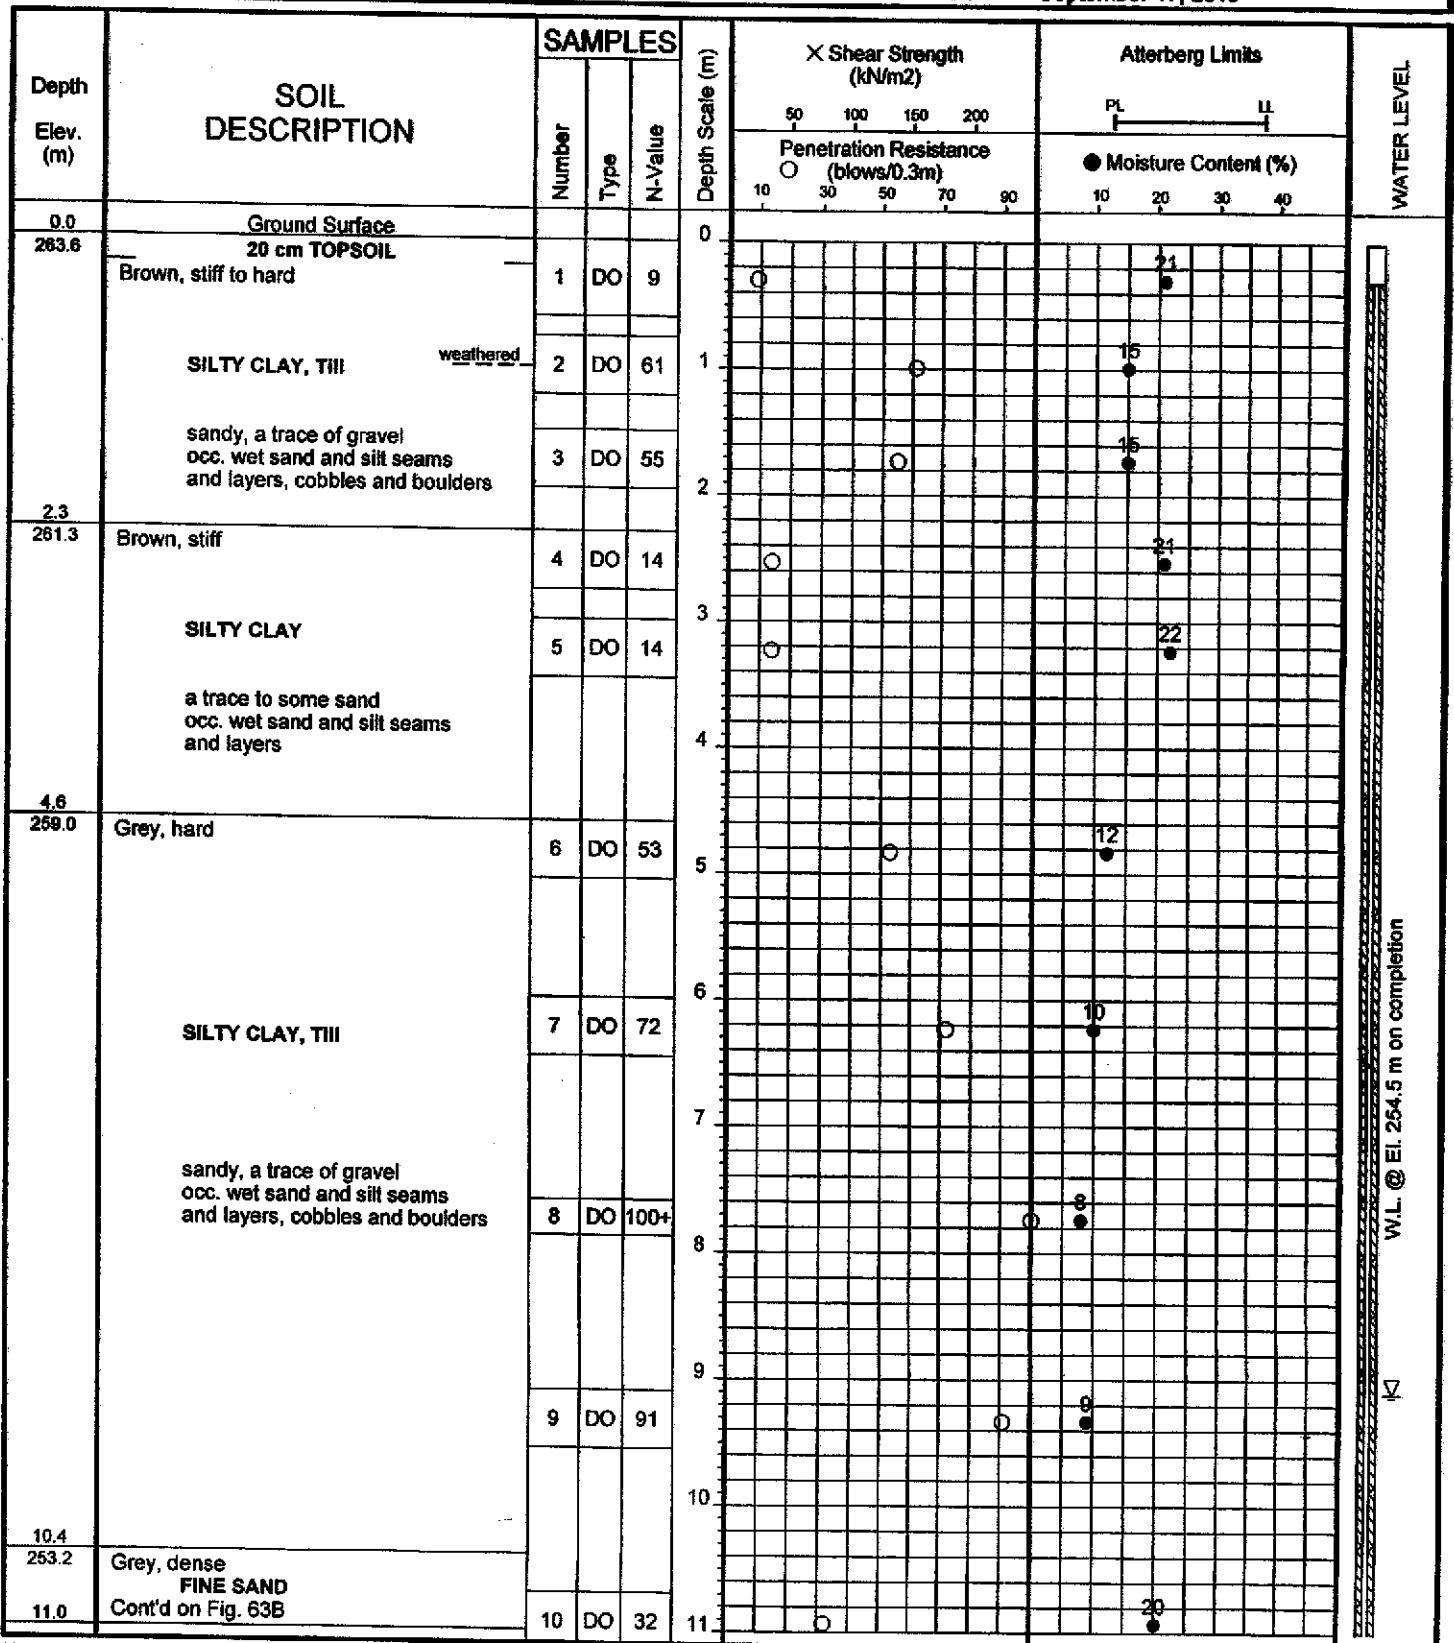 Depth
Elev.
(m)
SOIL
DESCRIPTION
SAMPLES
Number
Type
N-Value
Depth Scale (m)
× Shear Strength
(kN/m2)
50 100 150 200
Penetration Resistance
(blows/0.3m)
10 30 50 70 90
Atterberg Limits
PL LL
● Moisture Content (%)
10 20 30 40
WATER LEVEL
0.0
Ground Surface
263.6
20 cm TOPSOIL
Brown, stiff to hard
1 DO 9
0
21
SILTY CLAY, Till
weathered
2 DO 61
1
15
sandy, a trace of gravel
occ. wet sand and silt seams
and layers, cobbles and boulders
3 DO 55
15
2
2.3
261.3
Brown, stiff
4 DO 14
21
3
SILTY CLAY
5 DO 14
22
a trace to some sand
occ. wet sand and silt seams
and layers
4
4.6
259.0
Grey, hard
6 DO 53
12
5
6
SILTY CLAY, Till
7 DO 72
10
7
sandy, a trace of gravel
occ. wet sand and silt seams
and layers, cobbles and boulders
8 DO 100+
8
8
W.L. @ El. 254.5 m on completion
9
9 DO 91
9
10
10.4
253.2
Grey, dense
FINE SAND
Cont'd on Fig. 63B
11.0
10 DO 32
11
20